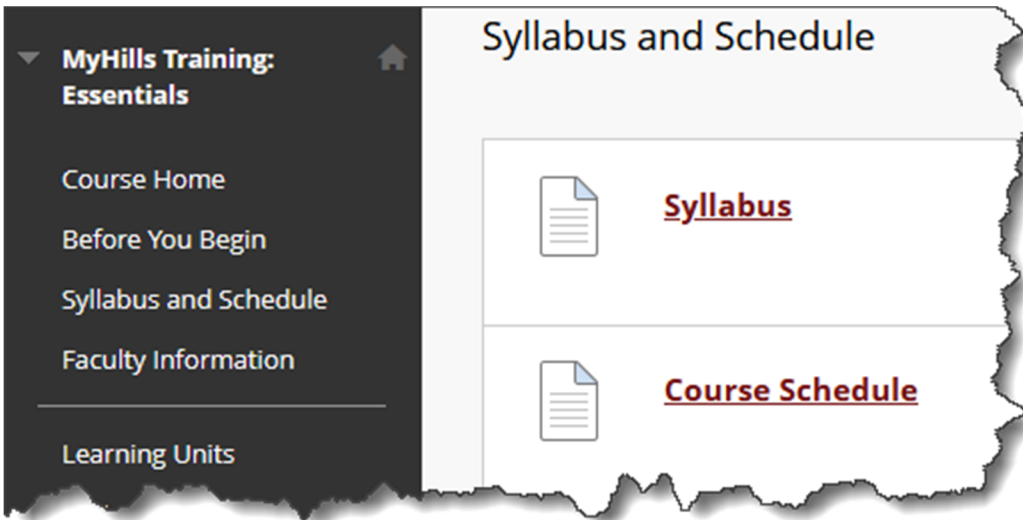 MyHills Training:
Essentials
Course Home
Before You Begin
Syllabus and Schedule
Faculty Information
Learning Units
Syllabus and Schedule
Syllabus
Course Schedule